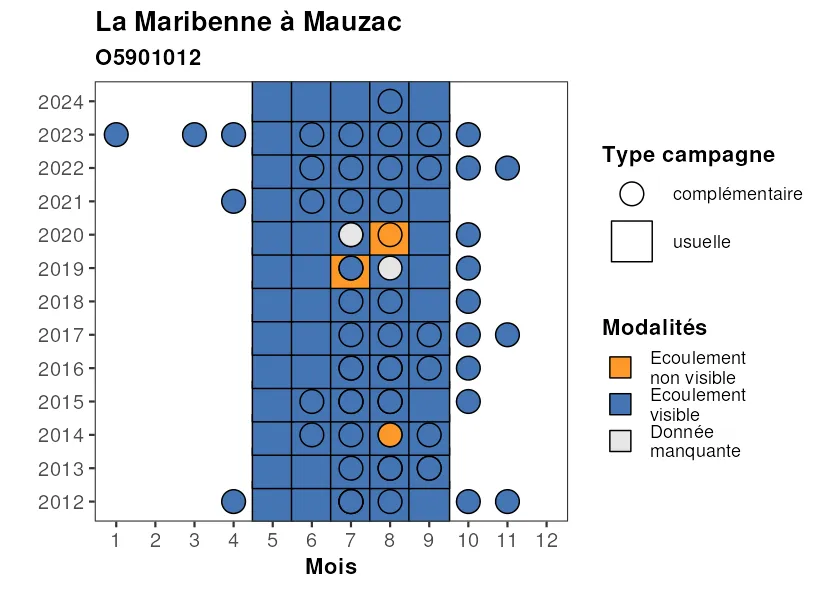 La Maribenne à Mauzac
O5901012
2024
2023
2022
2021
2020
2019
2018
2017
2016
2015
2014
2013
2012
1 2 3 4 5 6 7 8 9 10 11 12
Mois
Type campagne
complémentaire
usuelle
Modalités
Ecoulement
non visible
Ecoulement
visible
Donnée
manquante